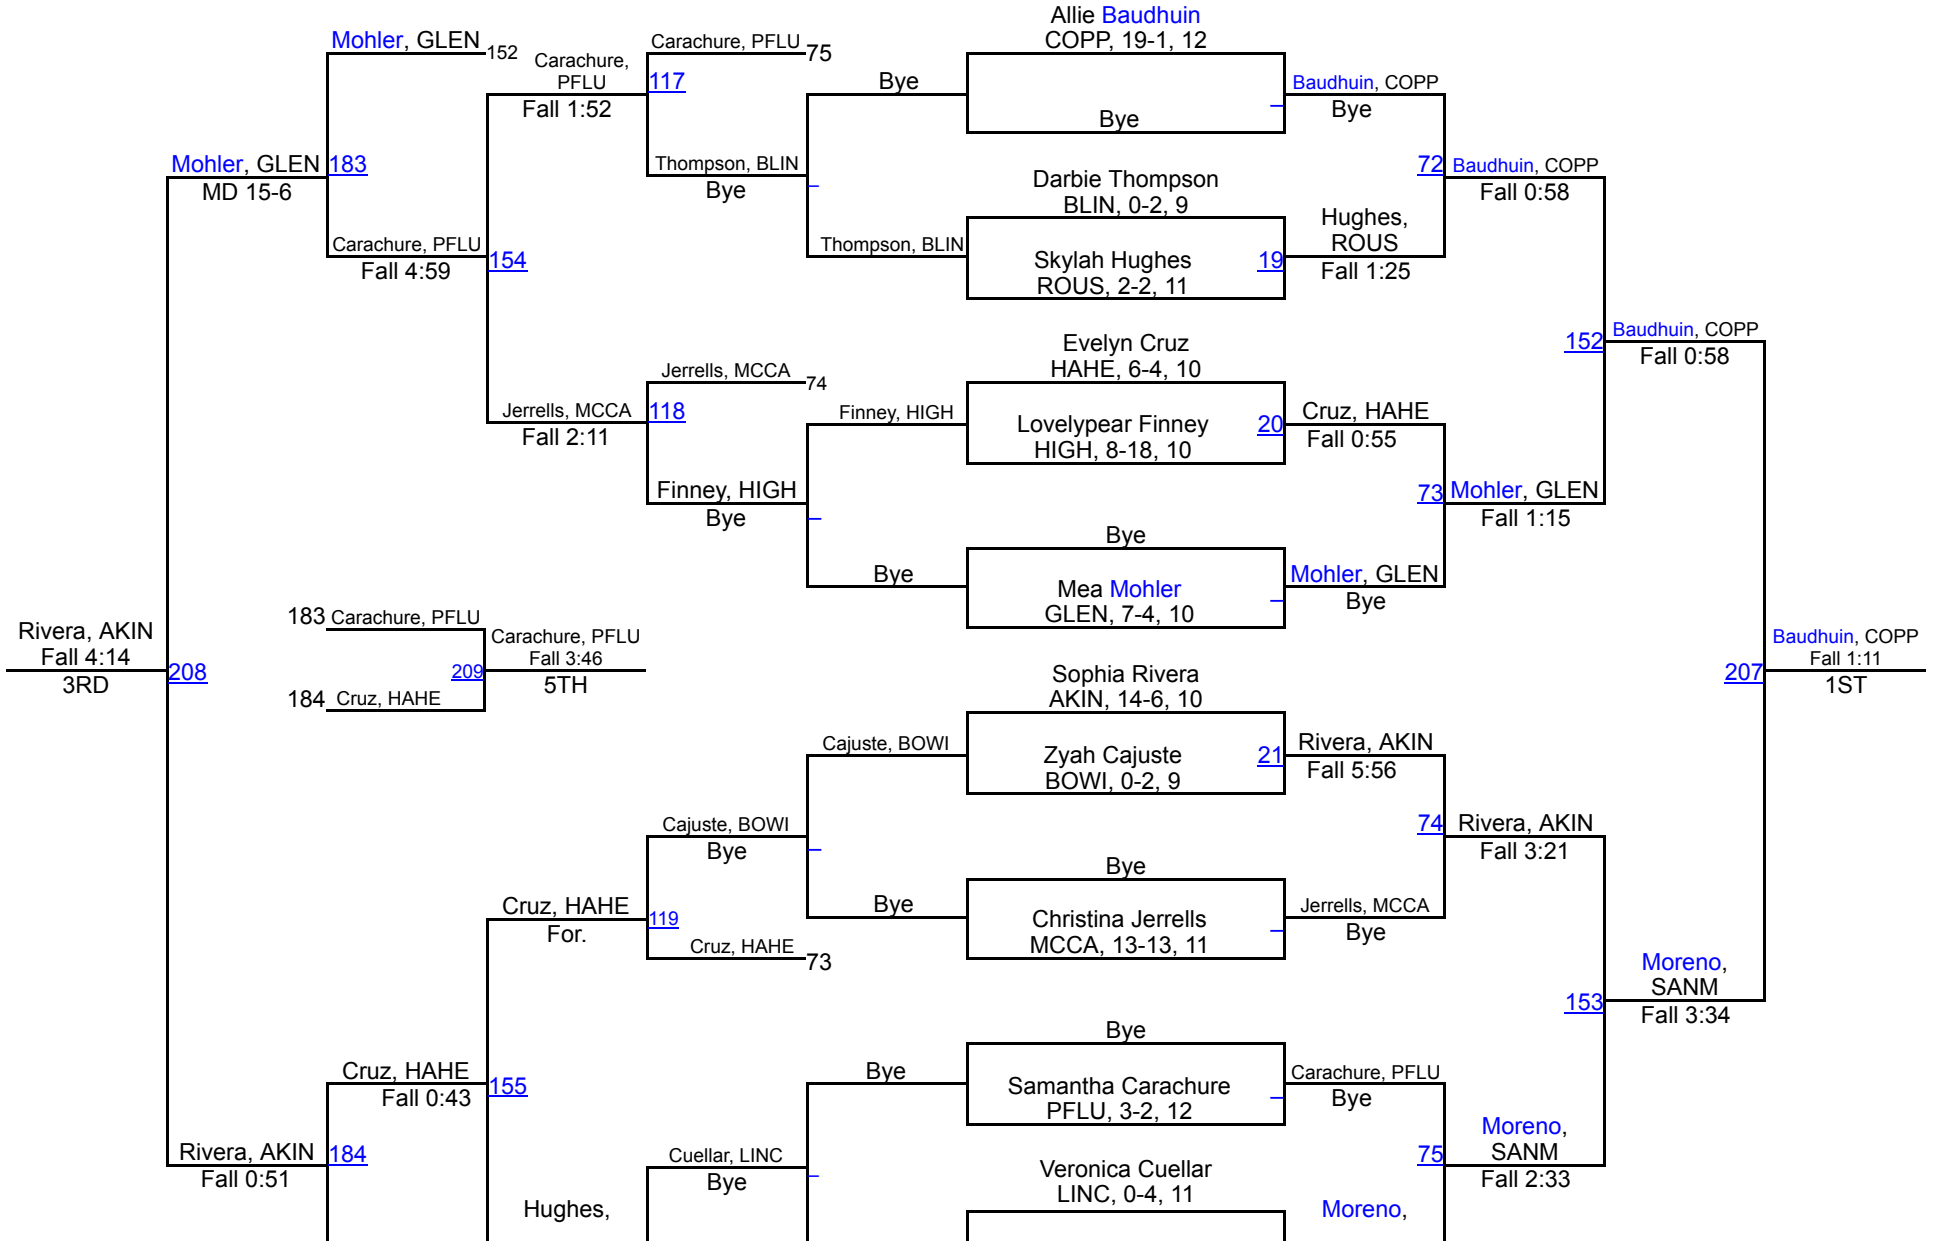 Allie Baudhuin
COPP, 19-1, 12
Mohler, GLEN
152
Carachure,
PFLU
Fall 1:52
Carachure, PFLU
75
117
Bye
Bye
Baudhuin, COPP
Bye
Mohler, GLEN
183
MD 15-6
Thompson, BLIN
Bye
Darbie Thompson
BLIN, 0-2, 9
72
Baudhuin, COPP
Fall 0:58
Carachure, PFLU
Fall 4:59
154
Thompson, BLIN
Skylah Hughes
ROUS, 2-2, 11
19
Hughes,
ROUS
Fall 1:25
Evelyn Cruz
HAHE, 6-4, 10
152
Baudhuin, COPP
Fall 0:58
Jerrells, MCCA
74
Jerrells, MCCA
118
Fall 2:11
Finney, HIGH
Lovelypear Finney
HIGH, 8-18, 10
20
Cruz, HAHE
Fall 0:55
Finney, HIGH
Bye
73
Mohler, GLEN
Fall 1:15
Bye
Bye
Mea Mohler
GLEN, 7-4, 10
Mohler, GLEN
Bye
Rivera, AKIN
Fall 4:14
3RD
208
183
Carachure, PFLU
209
184
Cruz, HAHE
Carachure, PFLU
Fall 3:46
5TH
Sophia Rivera
AKIN, 14-6, 10
207
Baudhuin, COPP
Fall 1:11
1ST
Cajuste, BOWI
Zyah Cajuste
BOWI, 0-2, 9
21
Rivera, AKIN
Fall 5:56
Cajuste, BOWI
Bye
74
Rivera, AKIN
Fall 3:21
Bye
Cruz, HAHE
For.
119
Cruz, HAHE
73
Bye
Christina Jerrells
MCCA, 13-13, 11
Jerrells, MCCA
Bye
153
Moreno,
SANM
Fall 3:34
Bye
Cruz, HAHE
Fall 0:43
155
Bye
Samantha Carachure
PFLU, 3-2, 12
Carachure, PFLU
Bye
Rivera, AKIN
Fall 0:51
184
Cuellar, LINC
Bye
Veronica Cuellar
LINC, 0-4, 11
75
Moreno,
SANM
Fall 2:33
Hughes,
Moreno,